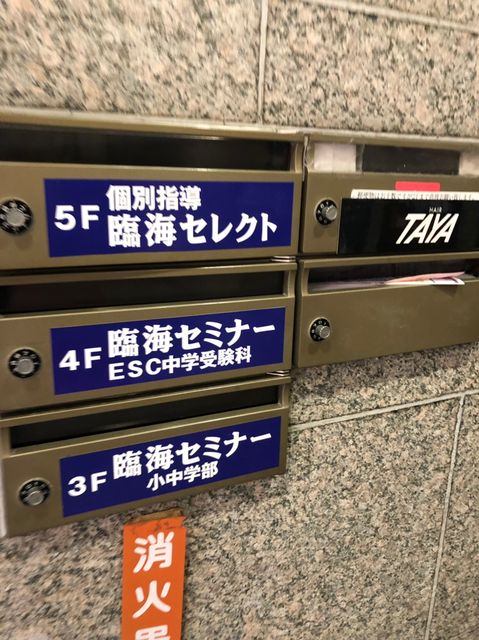 個別指導
5F 臨海セレクト
HAIR
TAYA
4F 臨海セミナー
ESC中学受験科
3F 臨海セミナー
小中学部
消火